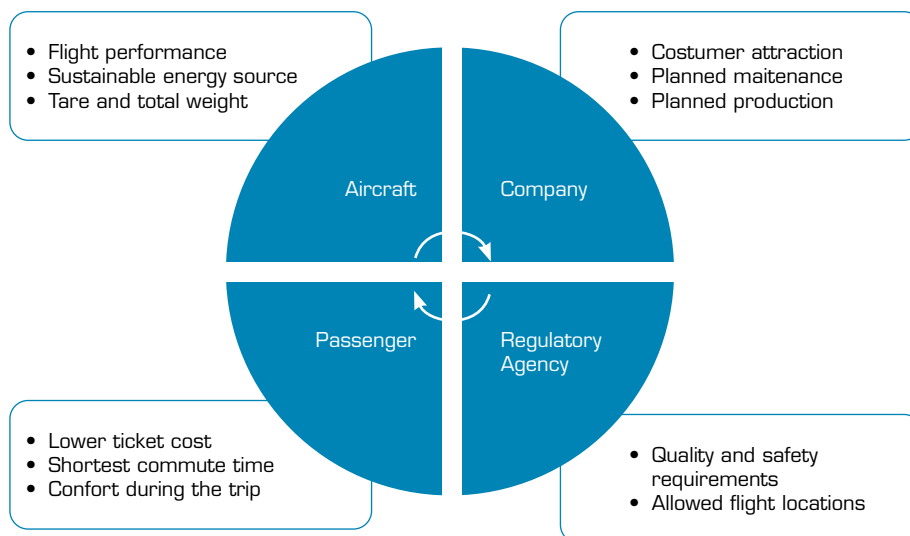 • Flight performance
• Sustainable energy source
• Tare and total weight
• Costumer attraction
• Planned maitenance
• Planned production
Aircraft
Company
Passenger
Regulatory
Agency
• Lower ticket cost
• Shortest commute time
• Confort during the trip
• Quality and safety
requirements
• Allowed flight locations